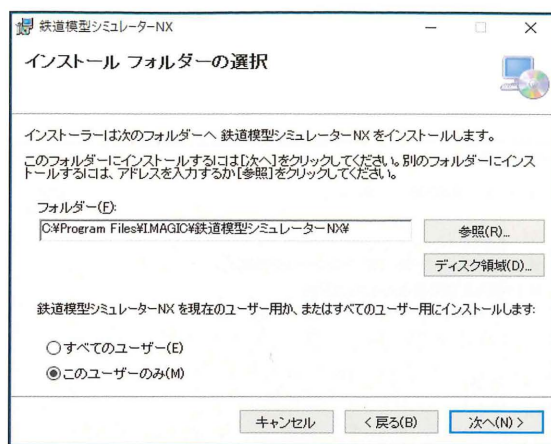 鉄道模型シミュレーターNX
インストール フォルダーの選択
インストーラーは次のフォルダーへ 鉄道模型シミュレーターNX をインストールします。
このフォルダーにインストールするには[次へ]をクリックしてください。別のフォルダーにインス
トールするには、アドレスを入力するか[参照]をクリックしてください。
フォルダー(F):
C:¥Program Files¥I.MAGIC¥鉄道模型シミュレーターNX¥
参照(R)...
ディスク領域(D)...
鉄道模型シミュレーターNX を現在のユーザー用か、またはすべてのユーザー用にインストールします:
すべてのユーザー(E)
このユーザーのみ(M)
キャンセル
< 戻る(B)
次へ(N) >